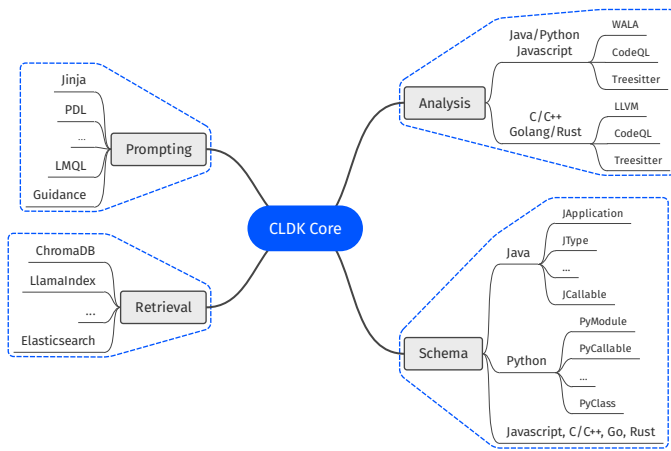 Jinja
PDL
...
LMQL
Guidance
Prompting
ChromaDB
LlamaIndex
...
Elasticsearch
Retrieval
CLDK Core
Analysis
Java/Python
Javascript
WALA
CodeQL
Treesitter
C/C++
Golang/Rust
LLVM
CodeQL
Treesitter
Schema
Java
JApplication
JType
...
JCallable
Python
PyModule
PyCallable
...
PyClass
Javascript, C/C++, Go, Rust